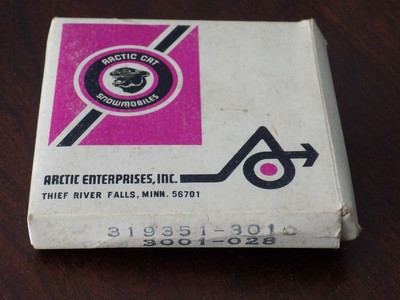 ARCTIC CAT
SNOWMOBILES
ARCTIC ENTERPRISES, INC.
THIEF RIVER FALLS, MINN. 56701
319351-3010
3001-028